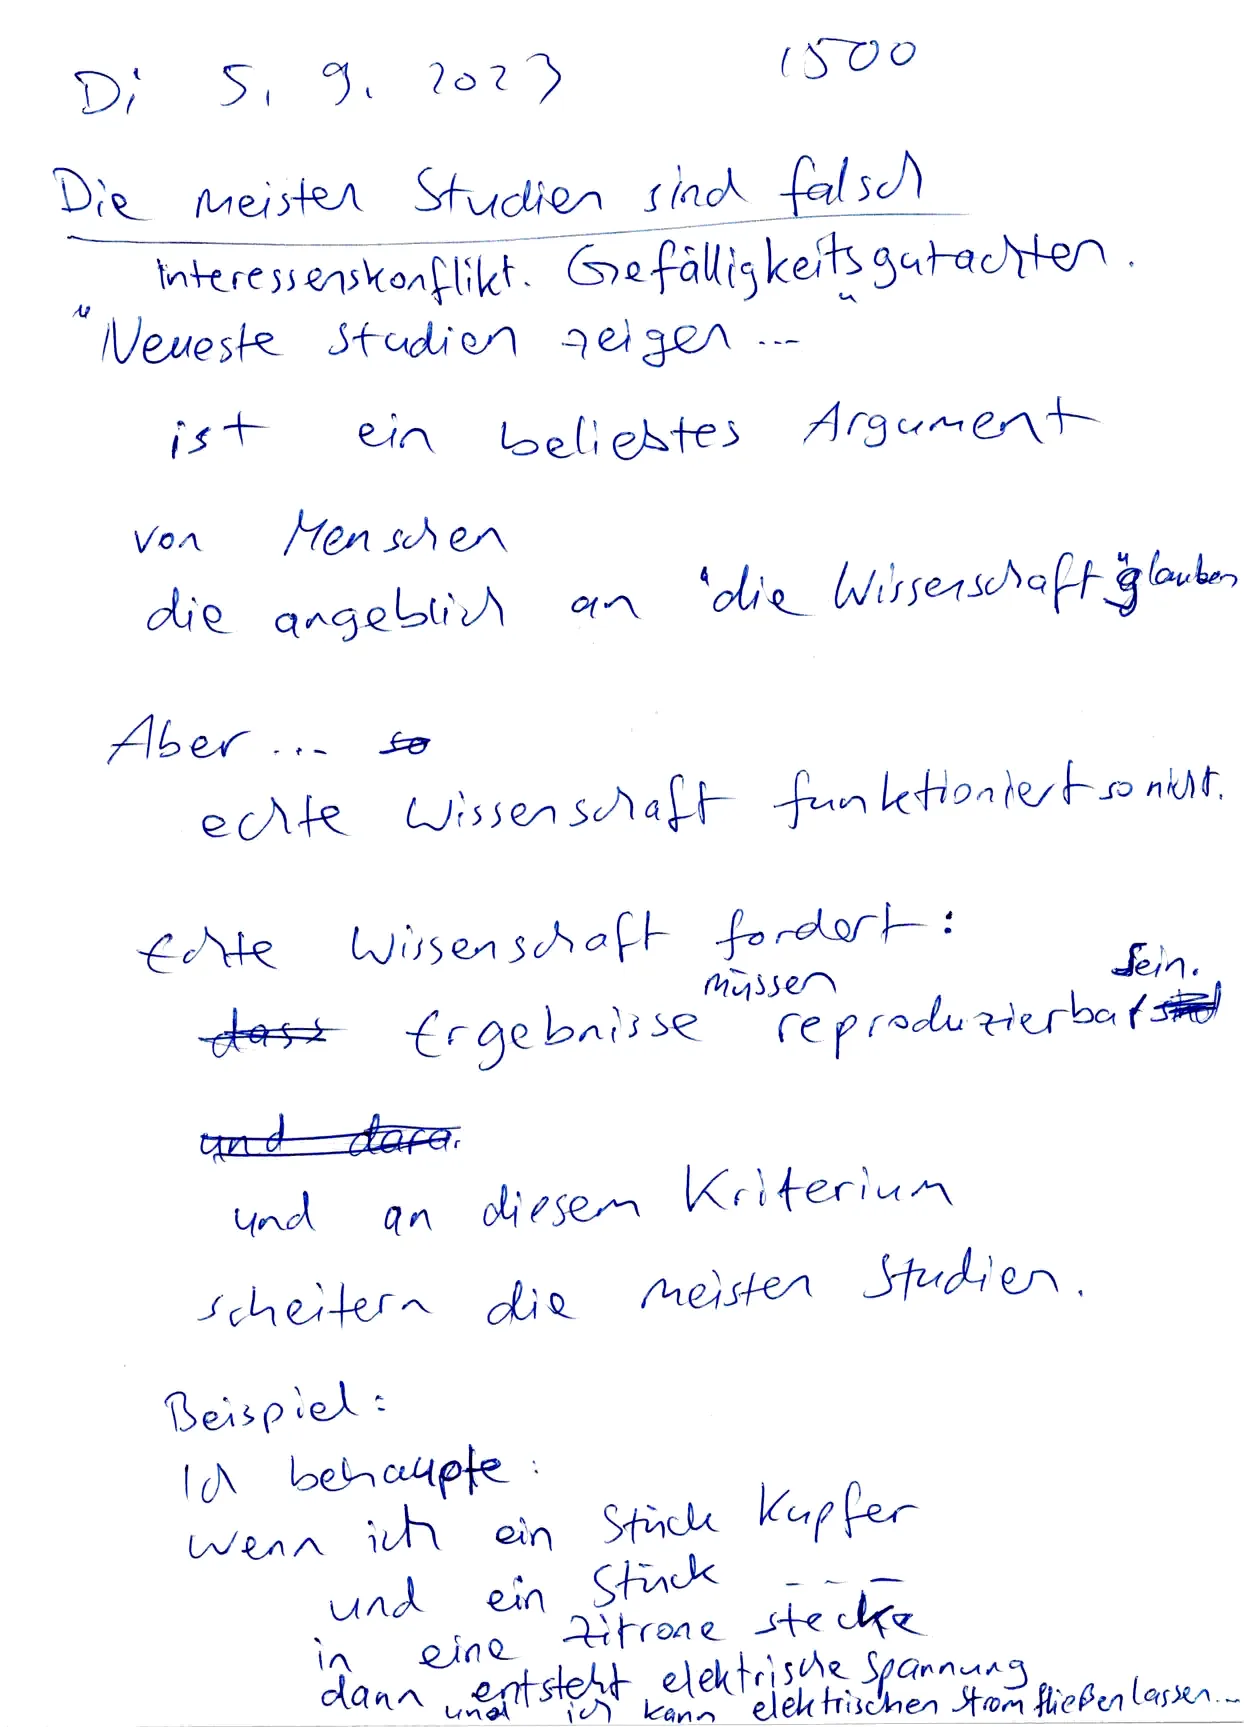 Di 5. 9. 2023 1500
Die meisten Studien sind falsch
Interessenskonflikt. Gefälligkeitsgutachten.
"Neueste Studien zeigen..."
ist ein beliebtes Argument
von Menschen
die angeblich an "die Wissenschaft" glauben
Aber... so
echte Wissenschaft funktioniert so nicht.
Echte Wissenschaft fordert:
dass Ergebnisse müssen reproduzierbar sind sein.
und dara.
und an diesem Kriterium
scheitern die meisten Studien.
Beispiel:
Ich behaupte:
wenn ich ein Stück Kupfer
und ein Stück _ _ _
in eine Zitrone stecke
dann entsteht elektrische Spannung
und ich kann elektrischen Strom fließen lassen...